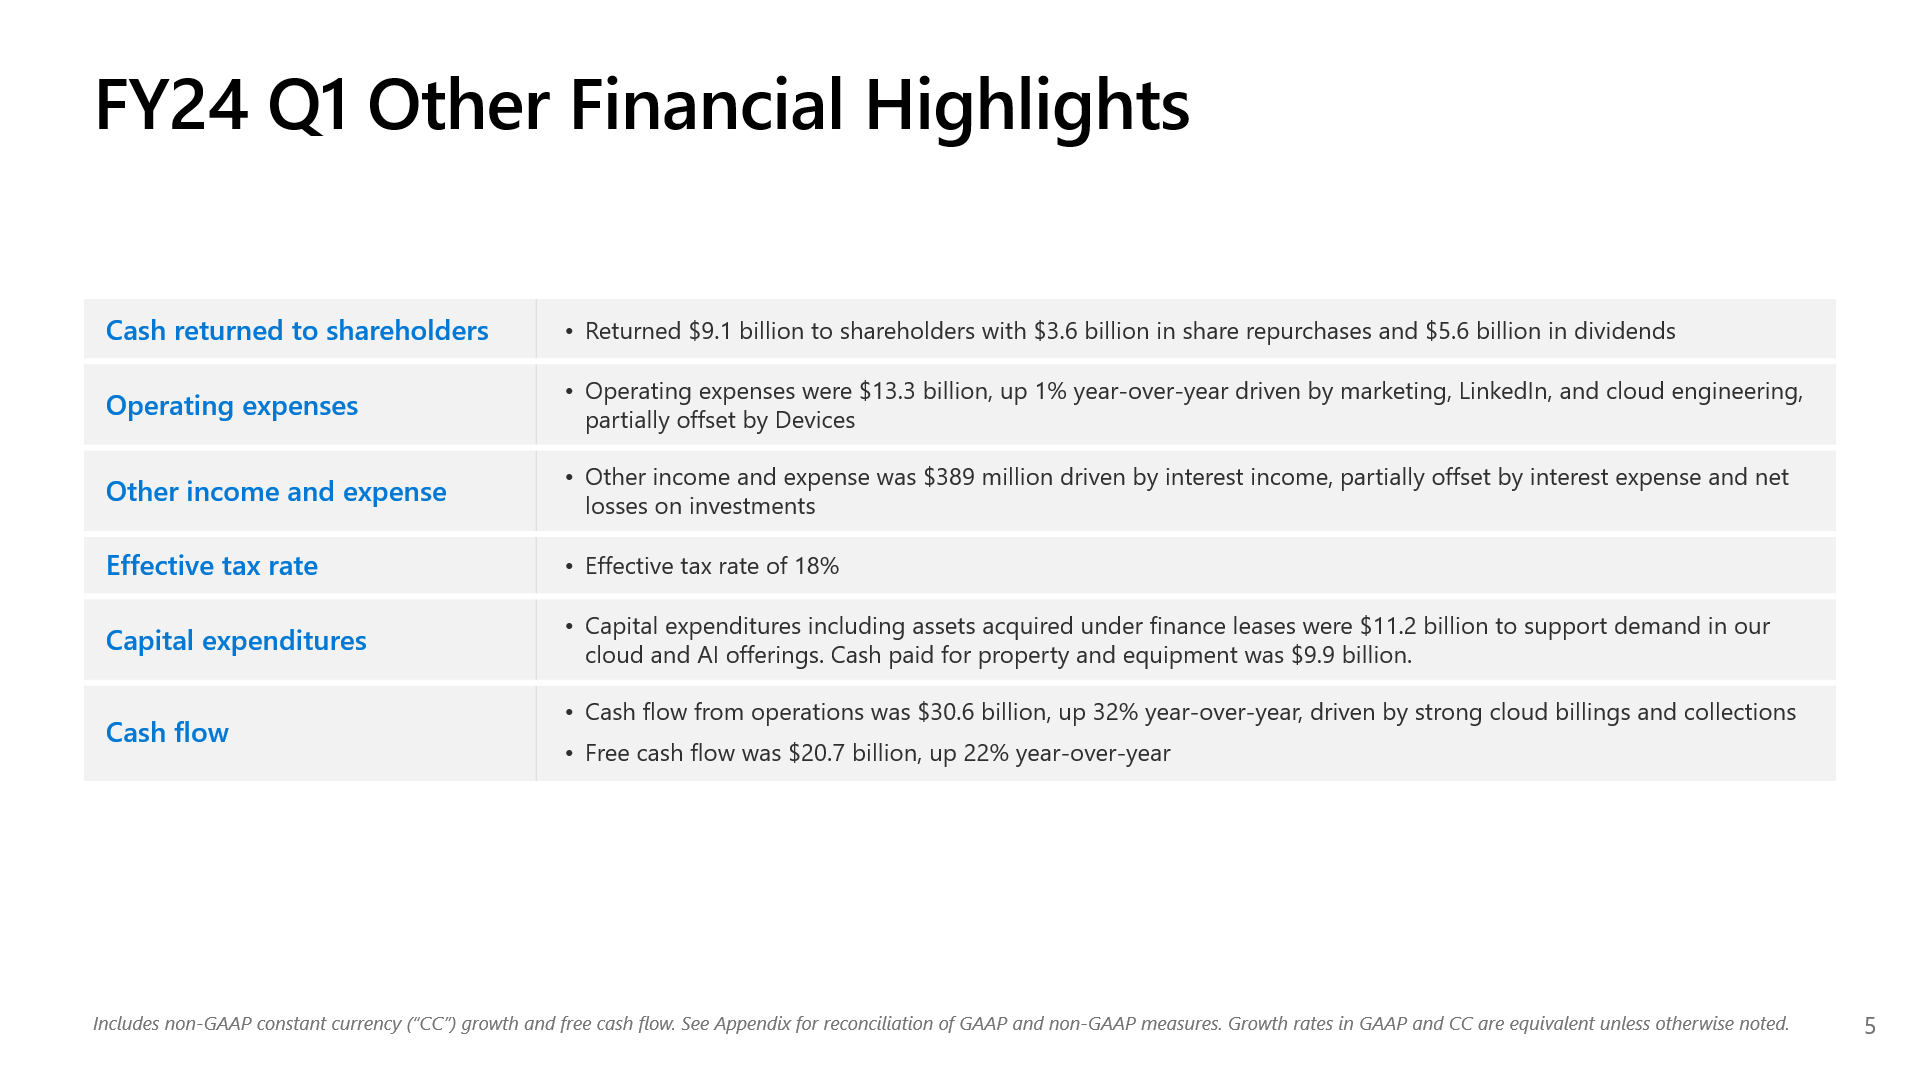 FY24 Q1 Other Financial Highlights
Cash returned to shareholders
• Returned $9.1 billion to shareholders with $3.6 billion in share repurchases and $5.6 billion in dividends
Operating expenses
• Operating expenses were $13.3 billion, up 1% year-over-year driven by marketing, LinkedIn, and cloud engineering,
partially offset by Devices
Other income and expense
• Other income and expense was $389 million driven by interest income, partially offset by interest expense and net
losses on investments
Effective tax rate
• Effective tax rate of 18%
Capital expenditures
• Capital expenditures including assets acquired under finance leases were $11.2 billion to support demand in our
cloud and AI offerings. Cash paid for property and equipment was $9.9 billion.
Cash flow
• Cash flow from operations was $30.6 billion, up 32% year-over-year, driven by strong cloud billings and collections
• Free cash flow was $20.7 billion, up 22% year-over-year
Includes non-GAAP constant currency (“CC”) growth and free cash flow. See Appendix for reconciliation of GAAP and non-GAAP measures. Growth rates in GAAP and CC are equivalent unless otherwise noted.
5